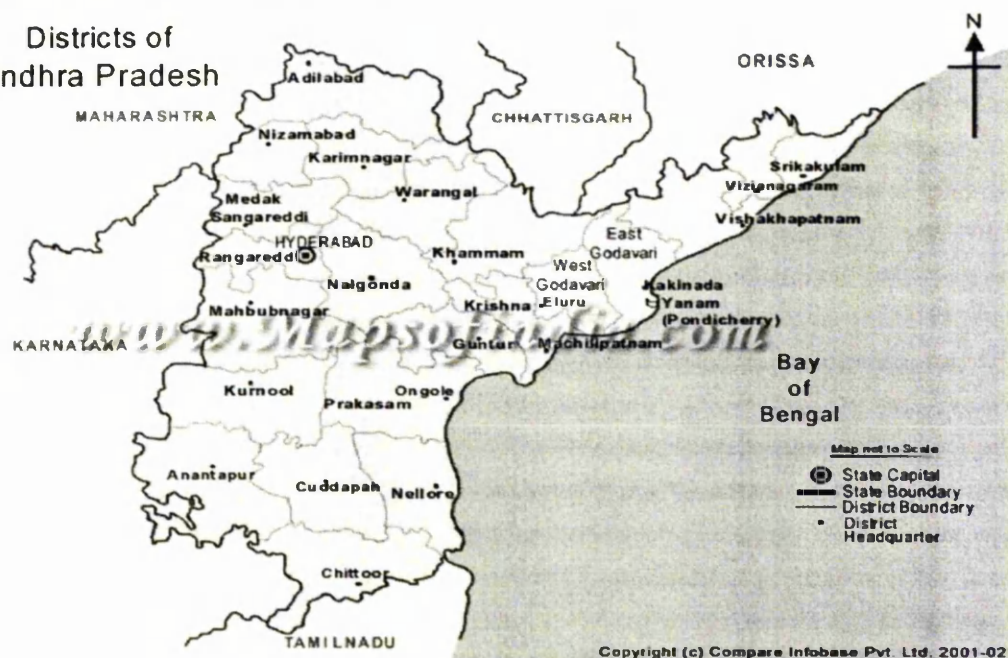 Districts of
ndhra Pradesh
N
ORISSA
Adilabad
MAHARASHTRA
CHHATTISGARH
Nizamabad
Karimnagar
Srikakulam
Vizianagaram
Warangal
Medak
Sangareddi
Vishakhapatnam
HYDERABAD
East
Godavari
Rangareddi
Khammam
West
Godavari
Eluru
Nalgonda
Kakinada
Krishna
Yanam
(Pondicherry)
Mahbubnagar
www.Mapsofindia.com
KARNATAKA
Guntur
Machilipatnam
Bay
of
Bengal
Kurnool
Ongole
Prakasam
Map not to Scale
Anantapur
Cuddapah
Nellore
State Capital
State Boundary
District Boundary
District
Headquarter
Chittoor
TAMILNADU
Copyright (c) Compare Infobase Pvt. Ltd. 2001-02